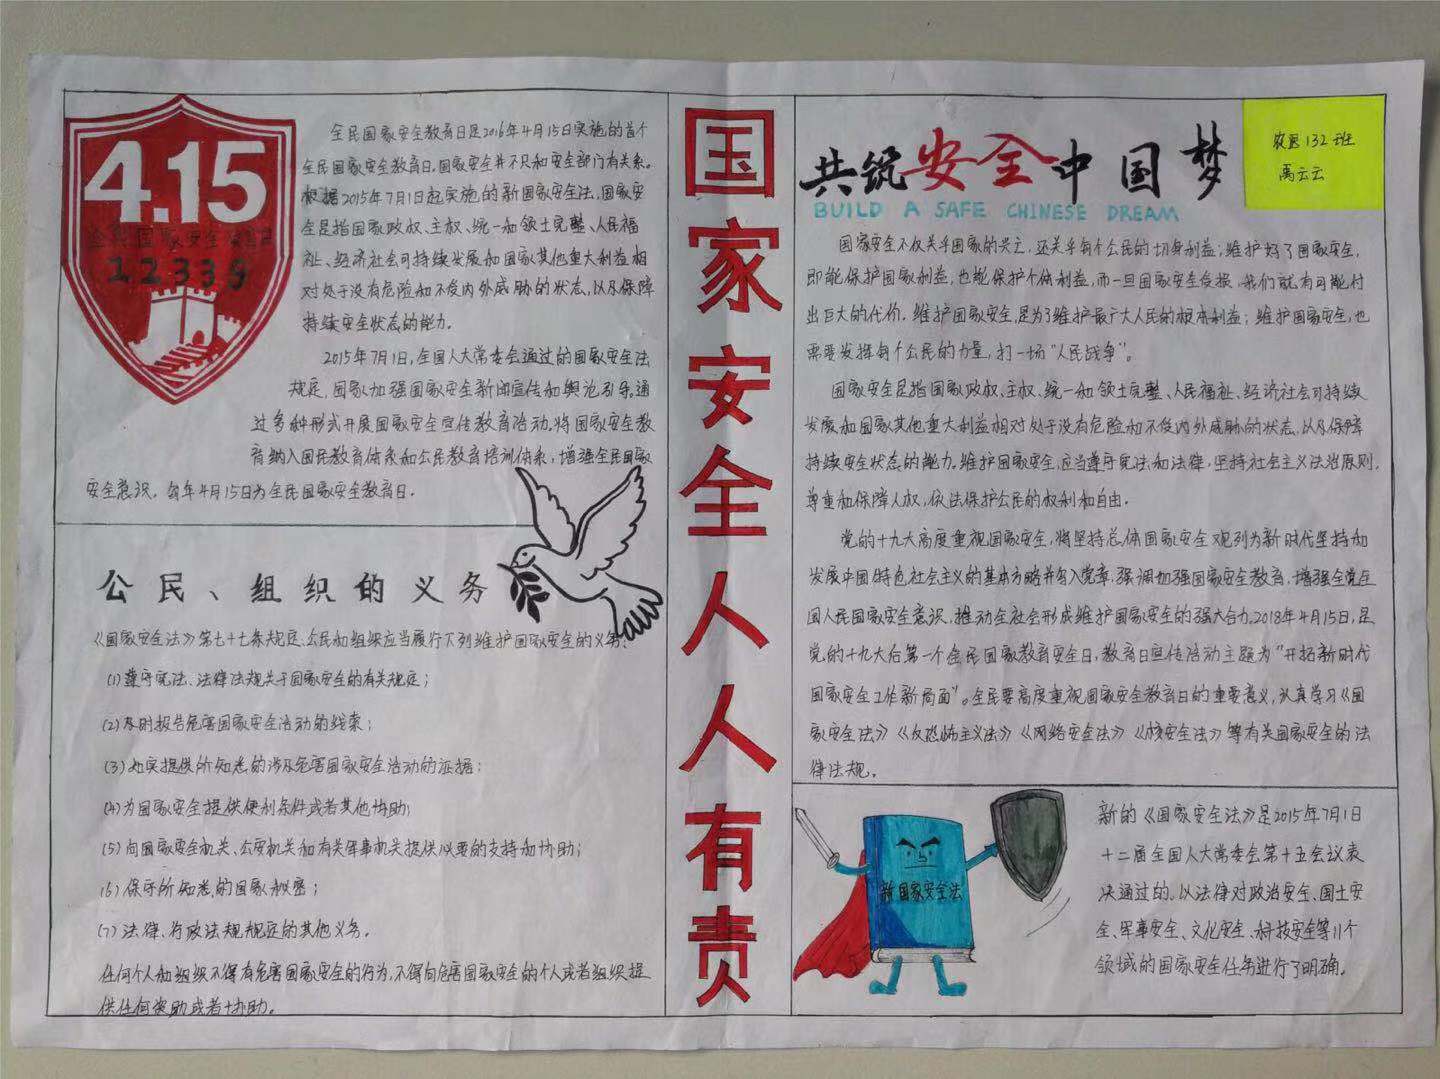 4.15
全民国家安全教育日
12339
全民国家安全教育日是2016年4月15日实施的首个
全民国家安全教育日。国家安全并不只和安全部门有关系。
根据2015年7月1日起实施的新国家安全法,国家安
全是指国家政权、主权、统一和领土完整、人民福
祉、经济社会可持续发展和国家其他重大利益相
对处于没有危险和不受内外威胁的状态,以及保障
持续安全状态的能力。
2015年7月1日,全国人大常委会通过的国家安全法
规定,国家加强国家安全新闻宣传和舆论引导,通
过多种形式开展国家安全宣传教育活动。将国家安全教
育纳入国民教育体系和公民教育培训体系,增强全民国家
安全意识。每年4月15日为全民国家安全教育日。
公民、组织的义务
《国家安全法》第七十七条规定、公民和组织应当履行下列维护国家安全的义务:
(1)遵守宪法、法律法规关于国家安全的有关规定;
(2)及时报告危害国家安全活动的线索;
(3)如实提供所知悉的涉及危害国家安全活动的证据;
(4)为国家安全提供便利条件或者其他协助;
(5)向国家安全机关、公安机关和有关军事机关提供必要的支持和协助;
(6)保守所知悉的国家秘密;
(7)法律、行政法规规定的其他义务。
任何个人和组织不得有危害国家安全的行为,不得向危害国家安全的个人或者组织提
供任何资助或者协助。
国家安全人人有责
共筑安全中国梦
BUILD A SAFE CHINESE DREAM
农医132班
禹云云
国家安全不仅关乎国家的兴亡,还关乎每个公民的切身利益;维护好了国家安全,
即能保护国家利益,也能保护个体利益,而一旦国家安全受损,我们就有可能付
出巨大的代价。维护国家安全,是为了维护最广大人民的根本利益;维护国家安全,也
需要发挥每个公民的力量,打一场“人民战争”。
国家安全是指国家政权、主权、统一和领土完整、人民福祉、经济社会可持续
发展和国家其他重大利益相对处于没有危险和不受内外威胁的状态,以及保障
持续安全状态的能力。维护国家安全,应当遵守宪法和法律,坚持社会主义法治原则,
尊重和保障人权,依法保护公民的权利和自由。
党的十九大高度重视国家安全,将坚持总体国家安全观列为新时代坚持和
发展中国特色社会主义的基本方略并写入党章,强调加强国家安全教育,增强全党全
国人民国家安全意识,推动全社会形成维护国家安全的强大合力。2018年4月15日,是
党的十九大后第一个全民国家教育安全日,教育日宣传活动主题为“开拓新时代
国家安全工作新局面”。全民要高度重视国家安全教育日的重要意义,认真学习《国
家安全法》《反恐怖主义法》《网络安全法》《核安全法》等有关国家安全的法
律法规。
新国家安全法
新的《国家安全法》是2015年7月1日
十二届全国人大常委会第十五会议表
决通过的。以法律对政治安全、国土安
全、军事安全、文化安全、科技安全等11个
领域的国家安全任务进行了明确。